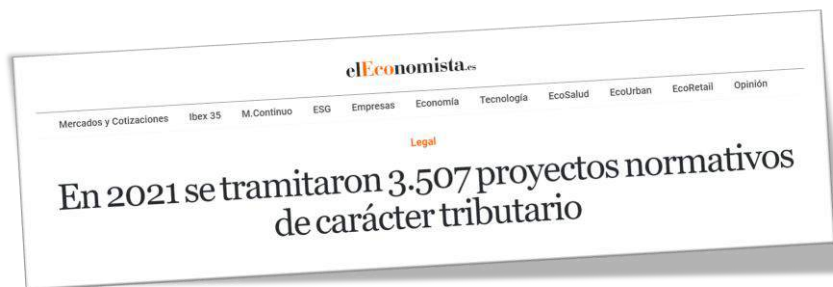 elEconomista.es
Mercados y Cotizaciones Ibex 35 M.Continuo ESG Empresas Economía Tecnología EcoSalud EcoUrban EcoRetail Opinión
Legal
En 2021 se tramitaron 3.507 proyectos normativos
de carácter tributario